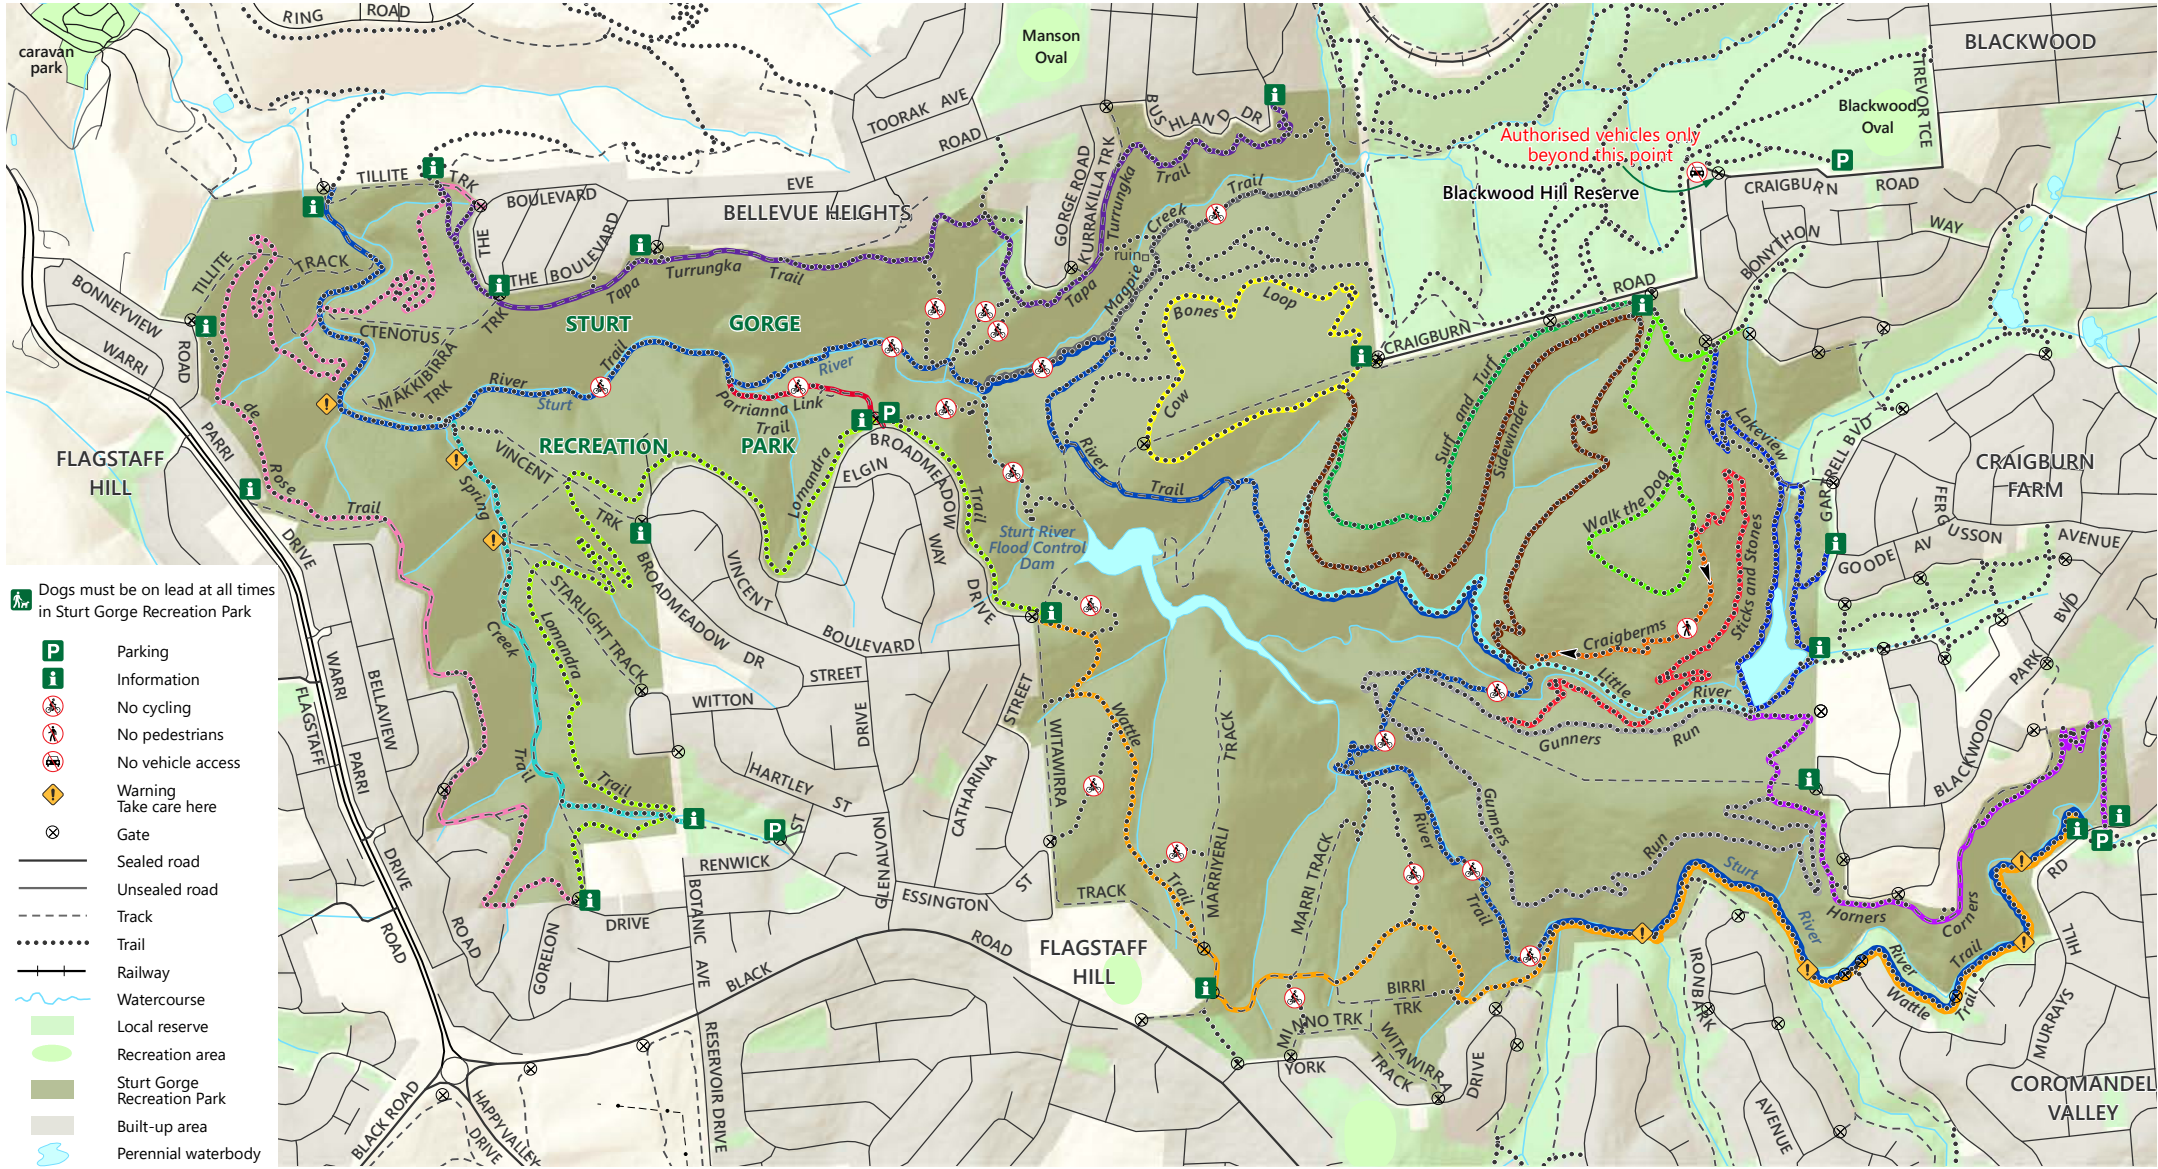 RING ROAD
caravan
park
Manson
Oval
BLACKWOOD
TREVOR TCE
TOORAK AVE
ROAD
BUSHLAND DR
Blackwood
Oval
Authorised vehicles only
beyond this point
Blackwood Hill Reserve
CRAIGBURN ROAD
TILLITE TRK
BOULEVARD
EVE
BELLEVUE HEIGHTS
THE
THE BOULEVARD
GORGE ROAD
KURRAKILLA TRK
Turrungka
Trail
Creek Trail
ruin
Magpie
Tapa
BONYTHON WAY
TILLITE
TRACK
Tapa Turrungka Trail
BONNEYVIEW
ROAD
WARRI
CTENOTUS
TRK
MAKKIBIRRA
TRK
STURT GORGE
RECREATION PARK
River Trail
Sturt
River
Parrianna Link
Trail
Bones Loop
Cow
CRAIGBURN ROAD
Surf and Turf
Sidewinder
Walk the Dog
Lakeview
GARTRELL BVD
CRAIGBURN
FARM
FERGUSSON AVENUE
GOODE AV
FLAGSTAFF
HILL
PARRI
DRIVE
de Rose Trail
Spring
Creek
Trail
VINCENT
TRK
BROADMEADOW
ELGIN
WAY
DRIVE
Lomandra
Trail
River Trail
Sturt River
Flood Control
Dam
Sticks and Stones
Craigberms
Little River
BROADMEADOW DR
VINCENT
BOULEVARD
STARLIGHT TRACK
Lomandra
Trail
WITTON
STREET
DRIVE
STREET
Wattle
Trail
WITAWIRRA
TRACK
TRACK
MARRIYERLI
Gunners Run
BLACKWOOD PARK BVD
Dogs must be on lead at all times
in Sturt Gorge Recreation Park
Parking
Information
No cycling
No pedestrians
No vehicle access
Warning
Take care here
Gate
Sealed road
Unsealed road
Track
Trail
Railway
Watercourse
Local reserve
Recreation area
Sturt Gorge
Recreation Park
Built-up area
Perennial waterbody
FLAGSTAFF
ROAD
WARRI
PARRI
BELLAVIEW
DRIVE
ROAD
HARTLEY ST
ST
RENWICK
GLENALVON
CATHARINA
ESSINGTON
ST
GORELON
DRIVE
BOTANIC
AVE
BLACK
ROAD
RESERVOIR DRIVE
FLAGSTAFF
HILL
MARRI TRACK
River
Trail
Gunners
Run
Sturt
River
Horners
Corners
River
Trail
Wattle
Trail
RD
HILL
MURRAYS
BIRRI
TRK
MINNO TRK
WITAWIRRA
TRACK
YORK
DRIVE
IRONBARK
AVENUE
COROMANDEL
VALLEY
BLACK ROAD
HAPPY VALLEY
DRIVE